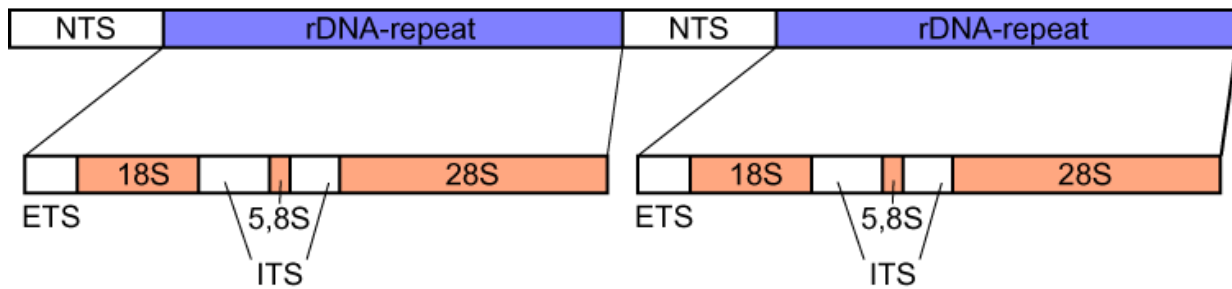 NTS rDNA-repeat NTS rDNA-repeat
18S 28S 18S 28S
ETS 5,8S ETS 5,8S
ITS ITS